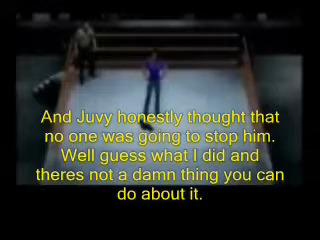 And Juvy honestly thought that
no one was going to stop him.
Well guess what I did and
theres not a damn thing you can
do about it.